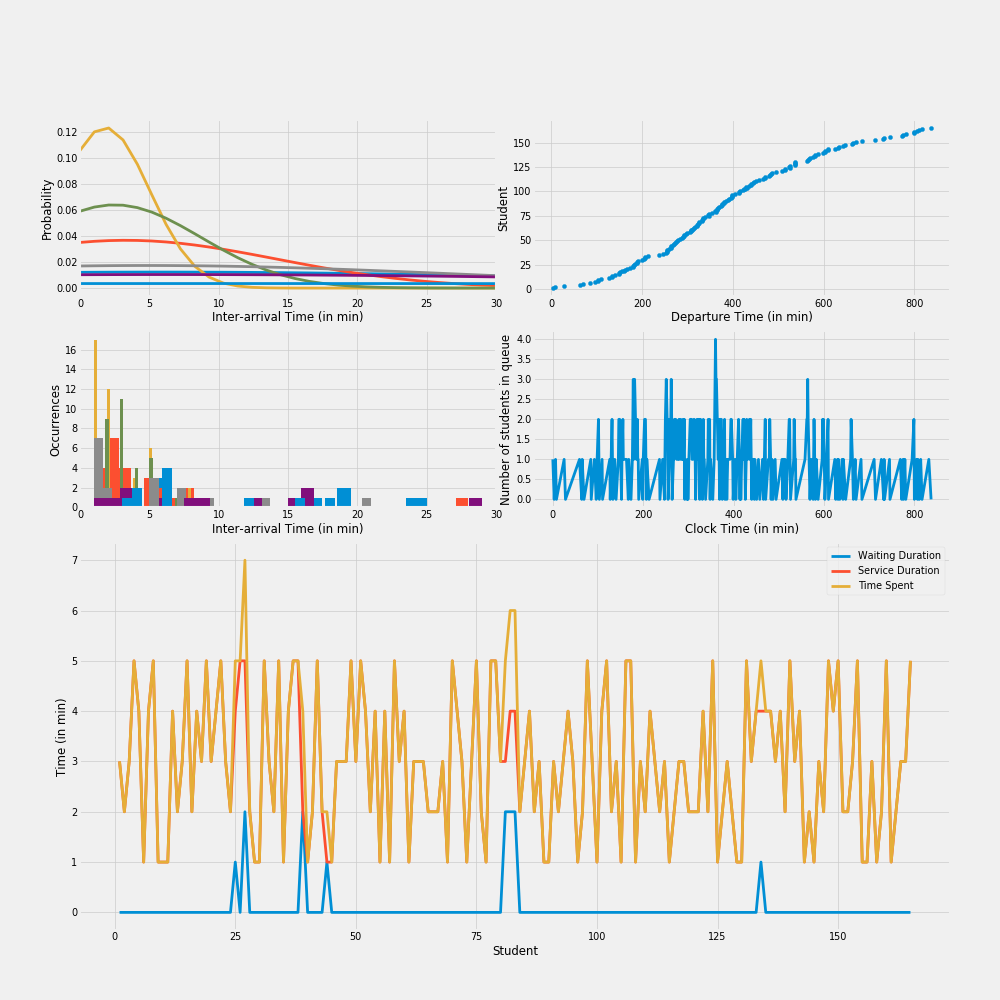 0.12
0.10
0.08
0.06
0.04
0.02
0.00
Probability
0 5 10 15 20 25 30
Inter-arrival Time (in min)
150
125
100
75
50
25
0
Student
0 200 400 600 800
Departure Time (in min)
16
14
12
10
8
6
4
2
0
Occurrences
0 5 10 15 20 25 30
Inter-arrival Time (in min)
4.0
3.5
3.0
2.5
2.0
1.5
1.0
0.5
0.0
Number of students in queue
0 200 400 600 800
Clock Time (in min)
7
6
5
4
3
2
1
0
Time (in min)
Waiting Duration
Service Duration
Time Spent
0 25 50 75 100 125 150
Student